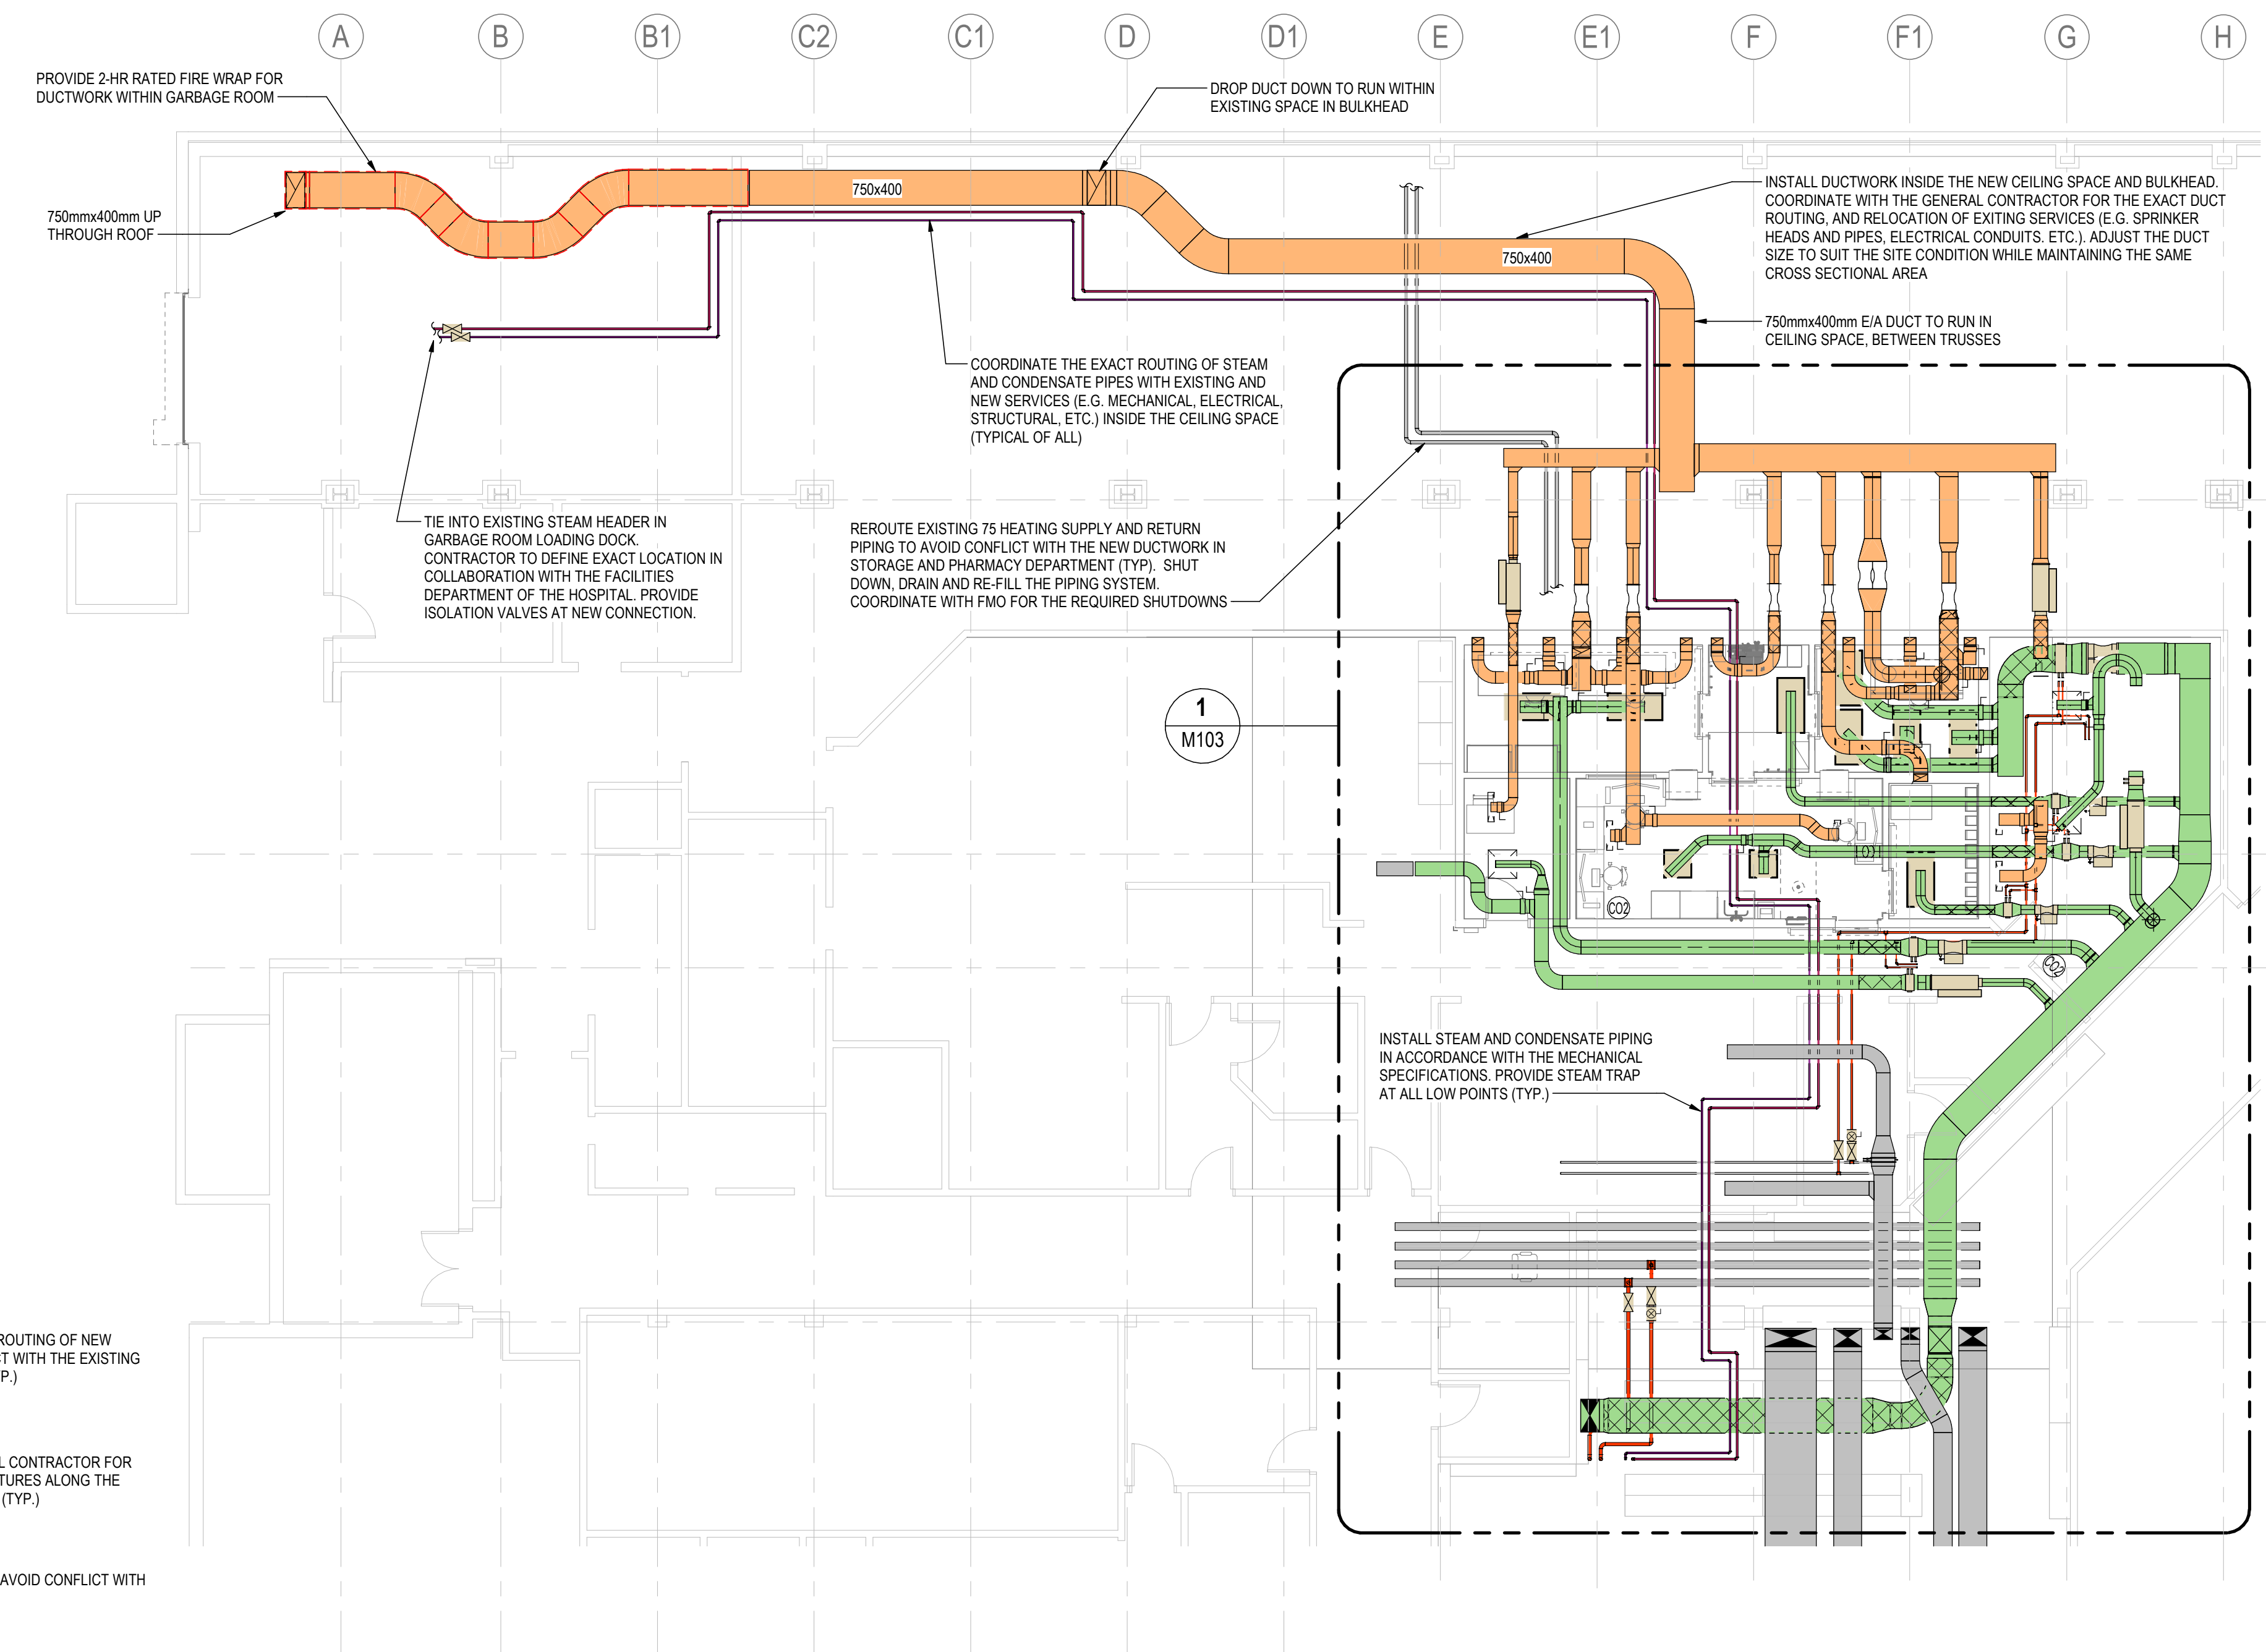 A B B1 C2 C1 D D1 E E1 F F1 G H
PROVIDE 2-HR RATED FIRE WRAP FOR
DUCTWORK WITHIN GARBAGE ROOM
DROP DUCT DOWN TO RUN WITHIN
EXISTING SPACE IN BULKHEAD
750mmx400mm UP
THROUGH ROOF
750x400
750x400
INSTALL DUCTWORK INSIDE THE NEW CEILING SPACE AND BULKHEAD.
COORDINATE WITH THE GENERAL CONTRACTOR FOR THE EXACT DUCT
ROUTING, AND RELOCATION OF EXITING SERVICES (E.G. SPRINKER
HEADS AND PIPES, ELECTRICAL CONDUITS. ETC.). ADJUST THE DUCT
SIZE TO SUIT THE SITE CONDITION WHILE MAINTAINING THE SAME
CROSS SECTIONAL AREA
750mmx400mm E/A DUCT TO RUN IN
CEILING SPACE, BETWEEN TRUSSES
COORDINATE THE EXACT ROUTING OF STEAM
AND CONDENSATE PIPES WITH EXISTING AND
NEW SERVICES (E.G. MECHANICAL, ELECTRICAL,
STRUCTURAL, ETC.) INSIDE THE CEILING SPACE
(TYPICAL OF ALL)
TIE INTO EXISTING STEAM HEADER IN
GARBAGE ROOM LOADING DOCK.
CONTRACTOR TO DEFINE EXACT LOCATION IN
COLLABORATION WITH THE FACILITIES
DEPARTMENT OF THE HOSPITAL. PROVIDE
ISOLATION VALVES AT NEW CONNECTION.
REROUTE EXISTING 75 HEATING SUPPLY AND RETURN
PIPING TO AVOID CONFLICT WITH THE NEW DUCTWORK IN
STORAGE AND PHARMACY DEPARTMENT (TYP). SHUT
DOWN, DRAIN AND RE-FILL THE PIPING SYSTEM.
COORDINATE WITH FMO FOR THE REQUIRED SHUTDOWNS
1
M103
CO2
CO2
INSTALL STEAM AND CONDENSATE PIPING
IN ACCORDANCE WITH THE MECHANICAL
SPECIFICATIONS. PROVIDE STEAM TRAP
AT ALL LOW POINTS (TYP.)
ROUTING OF NEW
CT WITH THE EXISTING
P.)
L CONTRACTOR FOR
TURES ALONG THE
(TYP.)
AVOID CONFLICT WITH